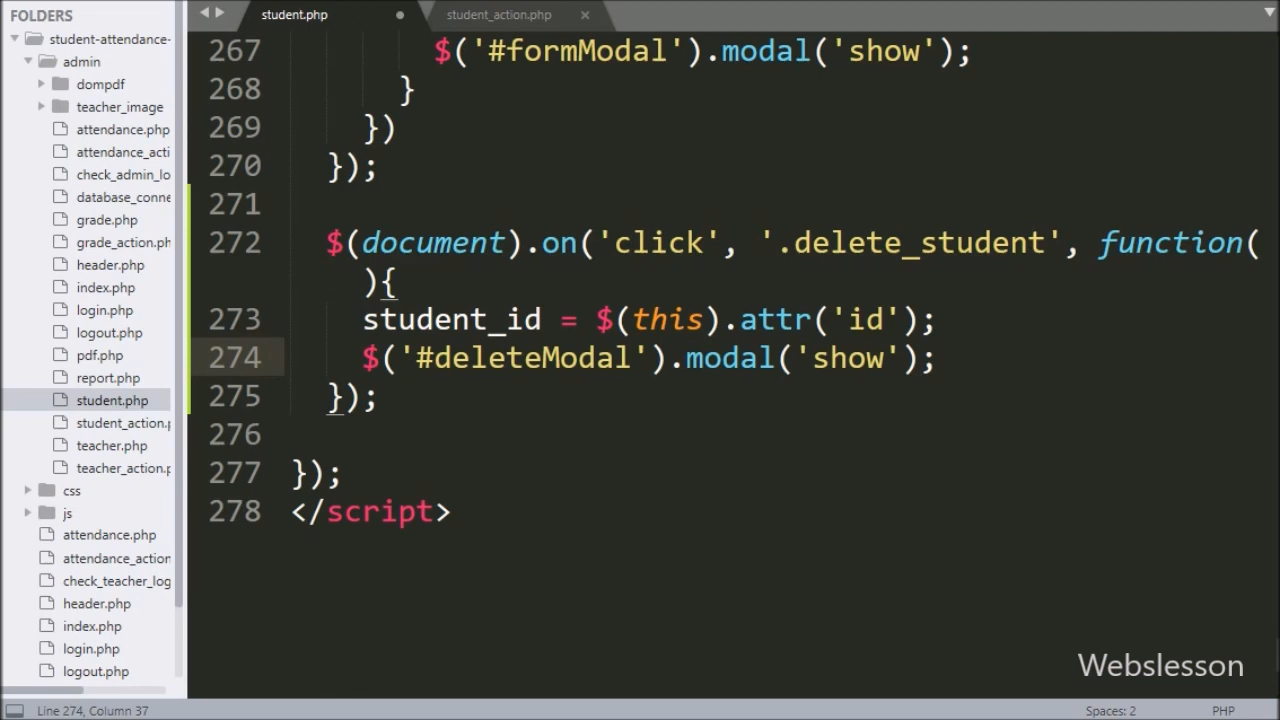 FOLDERS
student-attendance-
admin
dompdf
teacher_image
attendance.php
attendance_acti
check_admin_lo
database_conne
grade.php
grade_action.ph
header.php
index.php
login.php
logout.php
pdf.php
report.php
student.php
student_action.p
teacher.php
teacher_action.p
css
js
attendance.php
attendance_action
check_teacher_log
header.php
index.php
login.php
logout.php
student.php
student_action.php
267 $('#formModal').modal('show');
268 }
269 })
270 });
271
272 $(document).on('click', '.delete_student', function(
){
273 student_id = $(this).attr('id');
274 $('#deleteModal').modal('show');
275 });
276
277 });
278 </script>
Webslesson
Line 274, Column 37
Spaces: 2
PHP